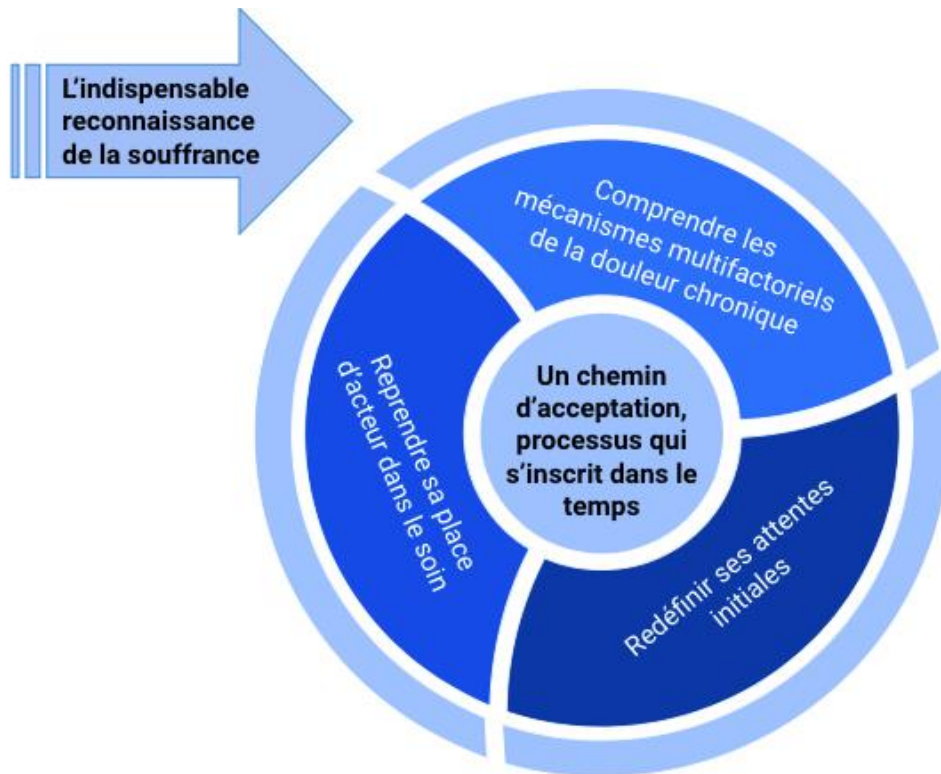 L'indispensable
reconnaissance
de la souffrance
Comprendre les
mécanismes multifactoriels
de la douleur chronique
Un chemin
d'acceptation,
processus qui
s'inscrit dans le
temps
Reprendre sa place
d'acteur dans le soin
Redéfinir ses attentes
initiales